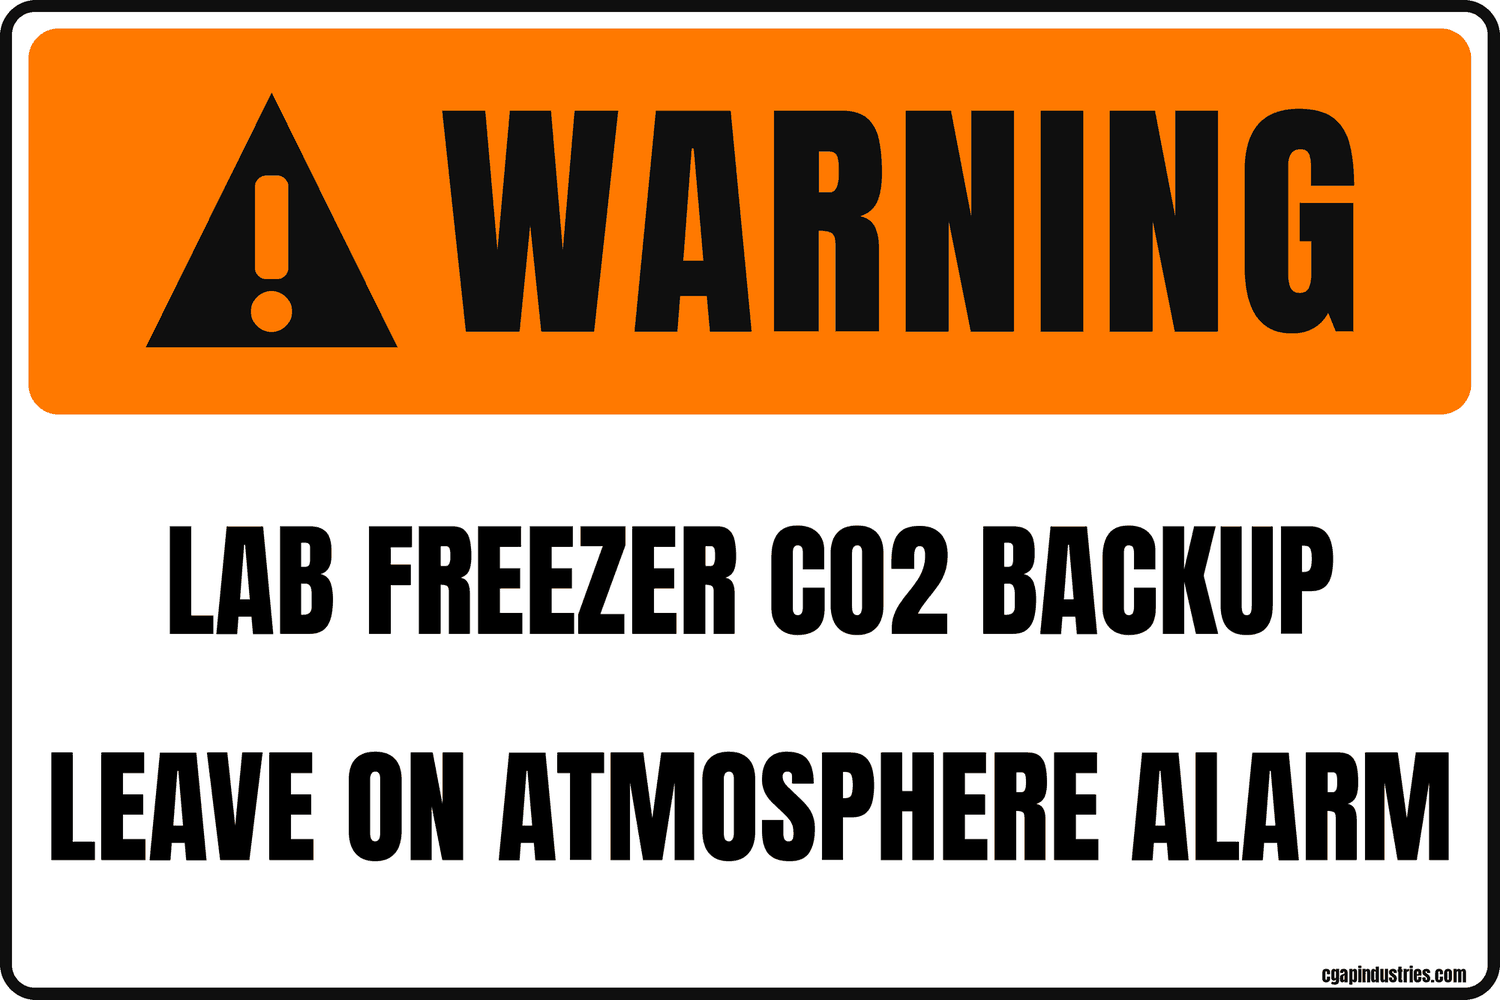 WARNING
LAB FREEZER CO2 BACKUP
LEAVE ON ATMOSPHERE ALARM
cgapindustries.com